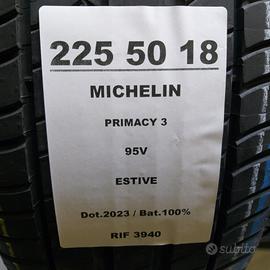 225 50 18
MICHELIN
PRIMACY 3
95V
ESTIVE
Dot.2023 / Bat.100%
RIF 3940
subito